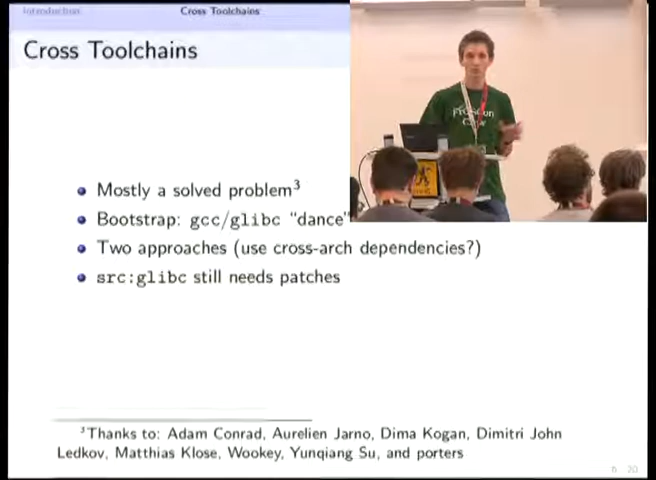 Introduction
Cross Toolchains
Cross Toolchains
Mostly a solved problem³
Bootstrap: gcc/glibc "dance"
Two approaches (use cross-arch dependencies?)
src:glibc still needs patches
³Thanks to: Adam Conrad, Aurelien Jarno, Dima Kogan, Dimitri John
Ledkov, Matthias Klose, Wookey, Yunqiang Su, and porters